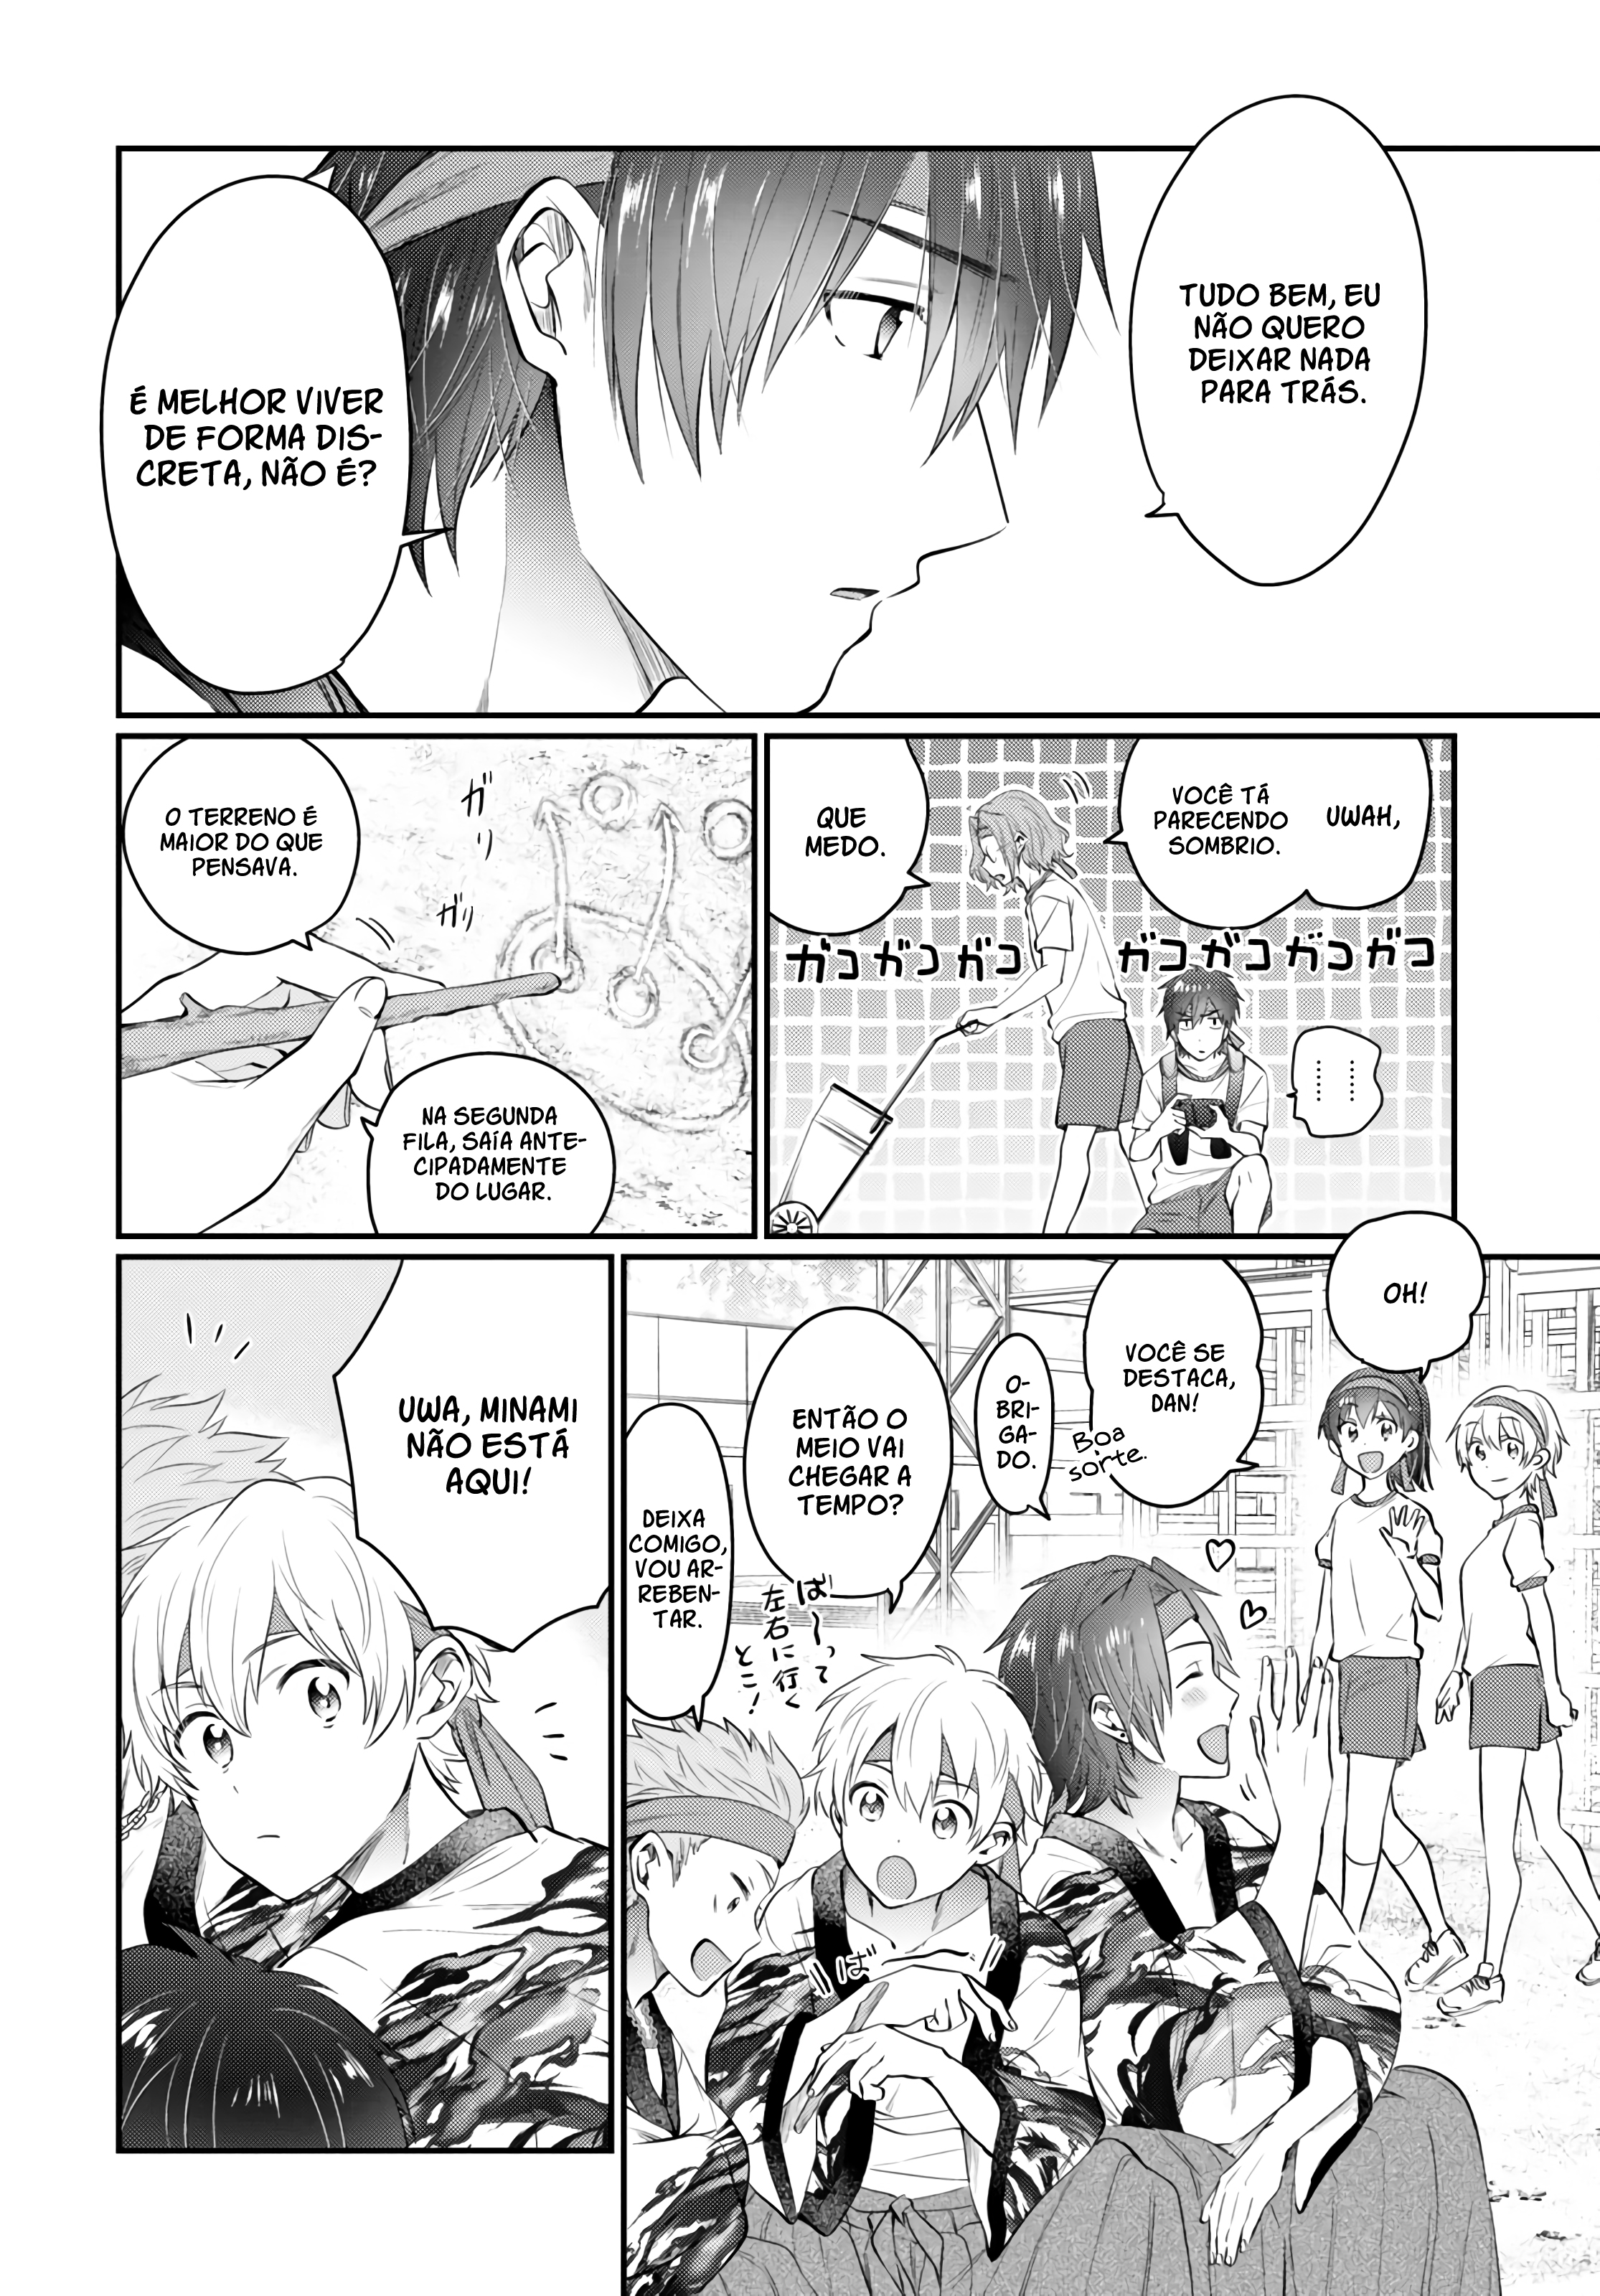 TUDO BEM, EU
NÃO QUERO
DEIXAR NADA
PARA TRÁS.
É MELHOR VIVER
DE FORMA DIS-
CRETA, NÃO É?
UWAH,
VOCÊ TÁ
PARECENDO
SOMBRIO.
QUE
MEDO.
ガコガコガコガコ
ガコガコガコ
……
O TERRENO É
MAIOR DO QUE
PENSAVA.
ガリ
ガリ
NA SEGUNDA
FILA, SAÍA ANTE-
CIPADAMENTE
DO LUGAR.
OH!
VOCÊ SE
DESTACA,
DAN!
Boa
sorte.
O-
BRI-
GA-
DO.
ENTÃO O
MEIO VAI
CHEGAR A
TEMPO?
ば〜って
左右に行く
とこ!
DEIXA
COMIGO,
VOU AR-
REBEN-
TAR.
ば
UWA, MINAMI
NÃO ESTÁ
AQUI!